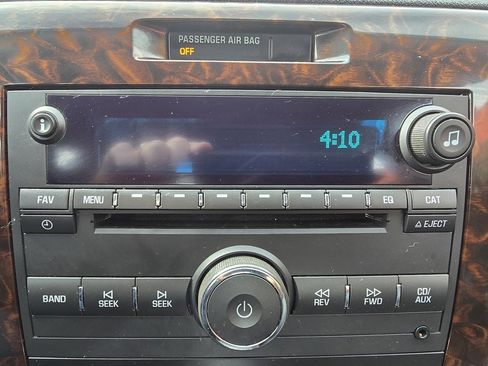 PASSENGER AIR BAG
OFF
i
4:10
FAV MENU EQ CAT
EJECT
BAND SEEK SEEK REV FWD CD/
AUX